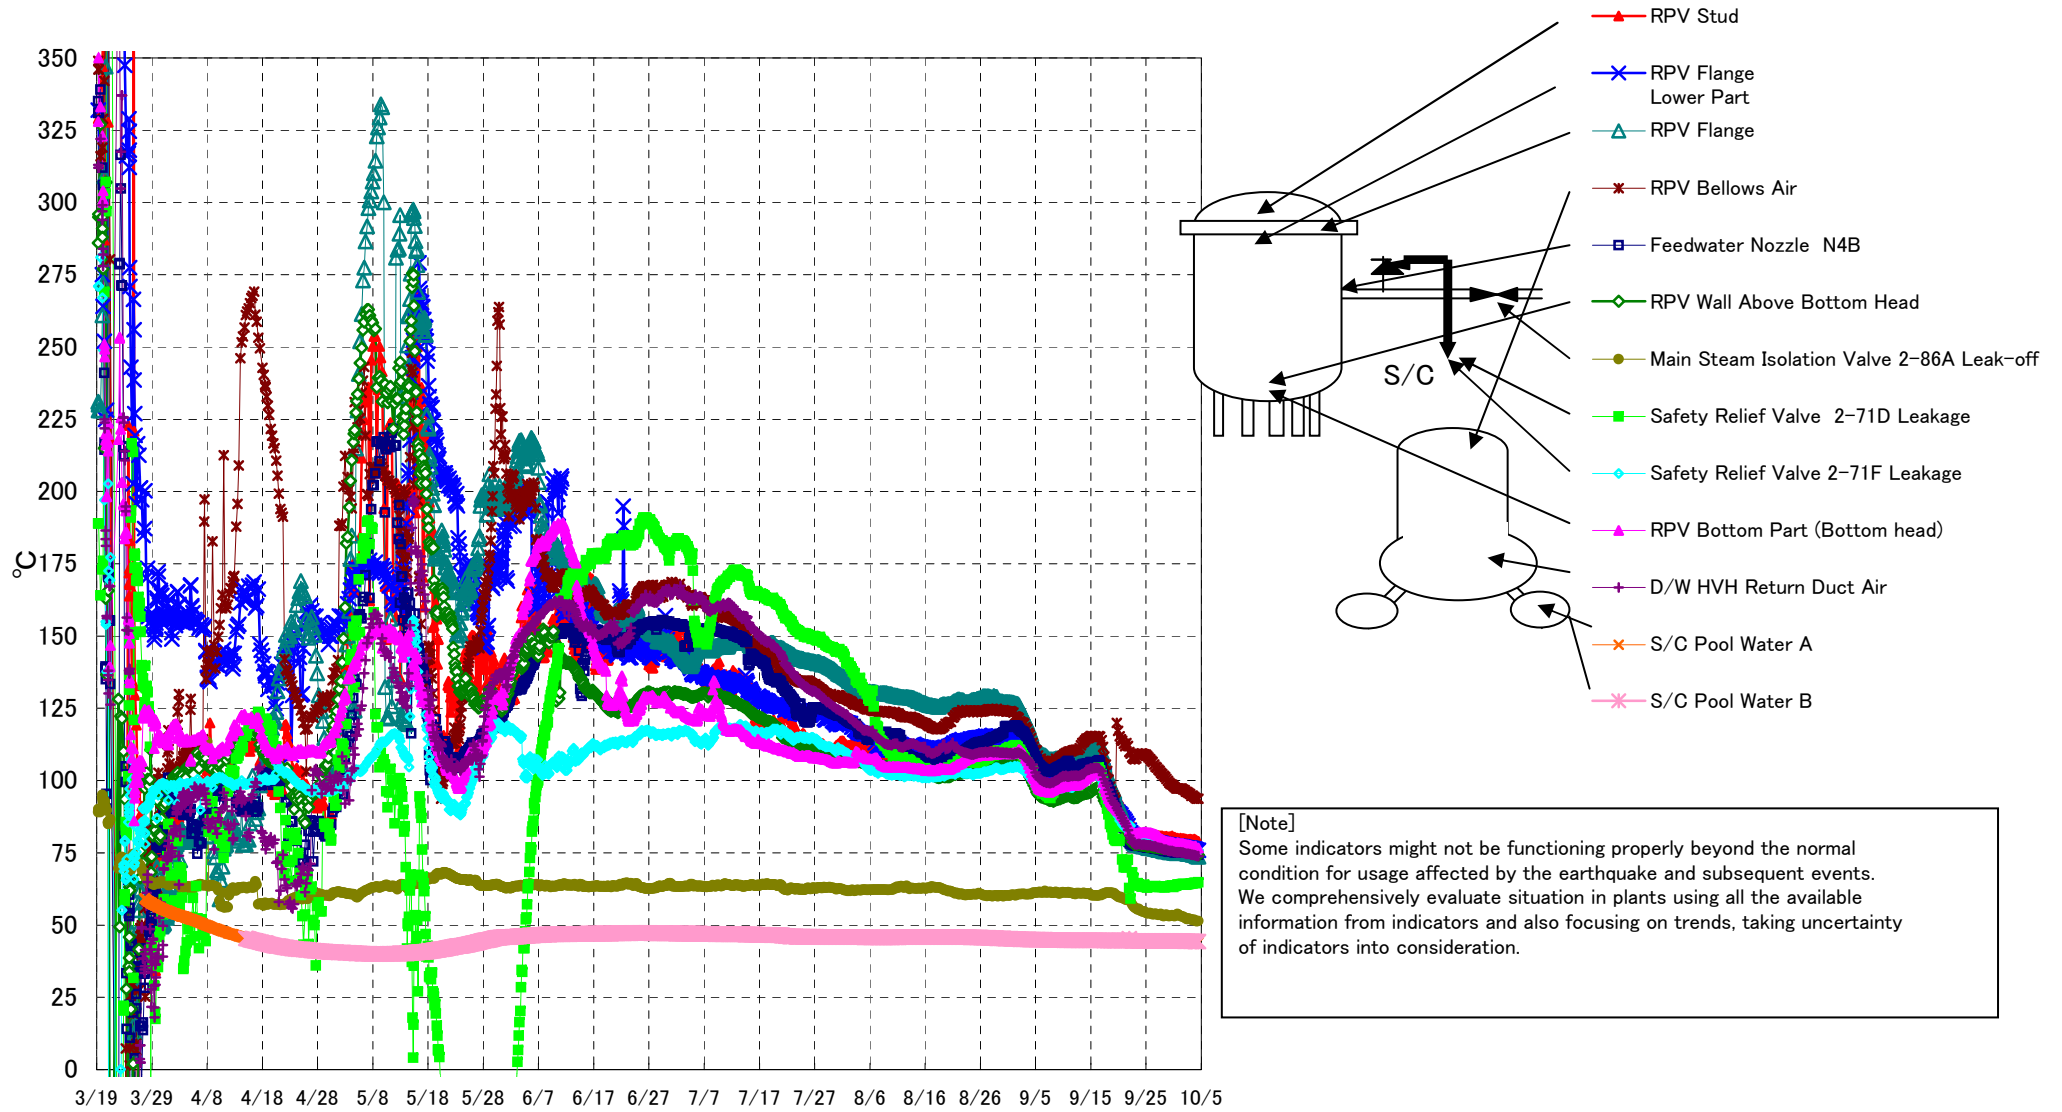 350
325
300
275
250
225
200
175
150
125
100
75
50
25
0
℃
3/19 3/29 4/8 4/18 4/28 5/8 5/18 5/28 6/7 6/17 6/27 7/7 7/17 7/27 8/6 8/16 8/26 9/5 9/15 9/25 10/5
RPV Stud
RPV Flange
Lower Part
RPV Flange
RPV Bellows Air
Feedwater Nozzle N4B
RPV Wall Above Bottom Head
Main Steam Isolation Valve 2-86A Leak-off
Safety Relief Valve 2-71D Leakage
Safety Relief Valve 2-71F Leakage
RPV Bottom Part (Bottom head)
D/W HVH Return Duct Air
S/C Pool Water A
S/C Pool Water B
S/C
[Note]
Some indicators might not be functioning properly beyond the normal
condition for usage affected by the earthquake and subsequent events.
We comprehensively evaluate situation in plants using all the available
information from indicators and also focusing on trends, taking uncertainty
of indicators into consideration.